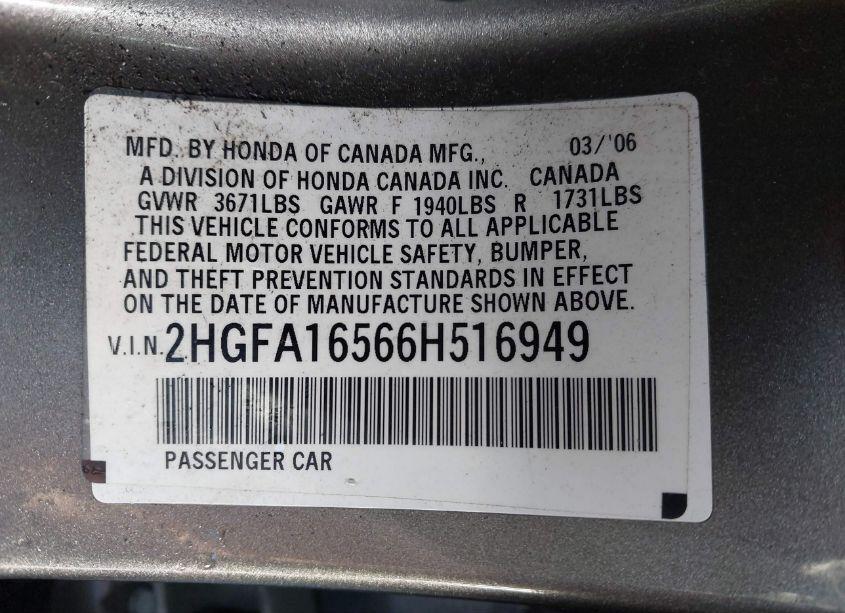 MFD. BY HONDA OF CANADA MFG., 03/'06
A DIVISION OF HONDA CANADA INC. CANADA
GVWR 3671LBS GAWR F 1940LBS R 1731LBS
THIS VEHICLE CONFORMS TO ALL APPLICABLE
FEDERAL MOTOR VEHICLE SAFETY, BUMPER,
AND THEFT PREVENTION STANDARDS IN EFFECT
ON THE DATE OF MANUFACTURE SHOWN ABOVE.
V.I.N. 2HGFA16566H516949
PASSENGER CAR